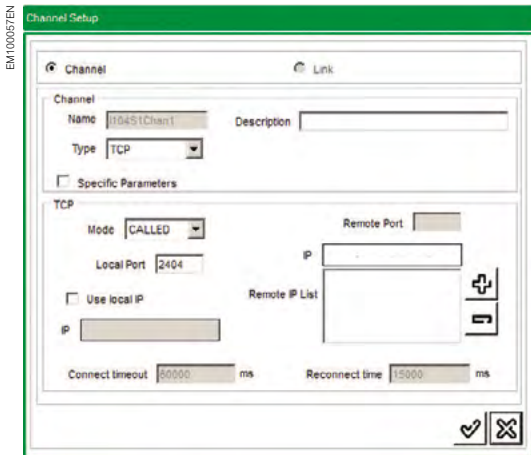 EM100057EN
Channel Setup
Channel Link
Channel
Name I104S1Chan1 Description
Type TCP
Specific Parameters
TCP
Mode CALLED Remote Port
Local Port 2404 IP
Use local IP Remote IP List
IP
Connect timeout 60000 ms Reconnect time 15000 ms